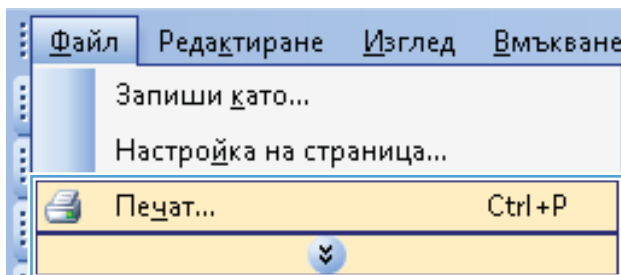 Файл Редактиране Изглед Вмъкване
Запиши като...
Настройка на страница...
Печат... Ctrl+P